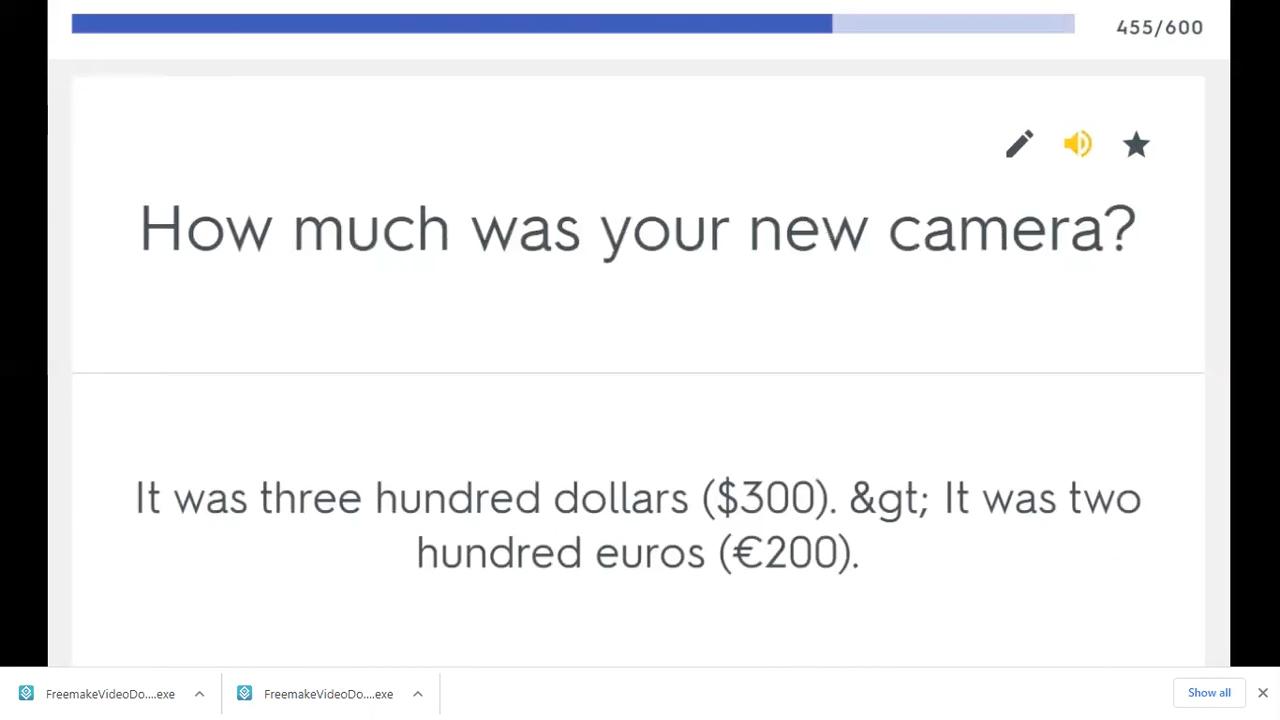 455/600
How much was your new camera?
It was three hundred dollars ($300). &gt; It was two
hundred euros (€200).
FreemakeVideoDo....exe
FreemakeVideoDo....exe
Show all